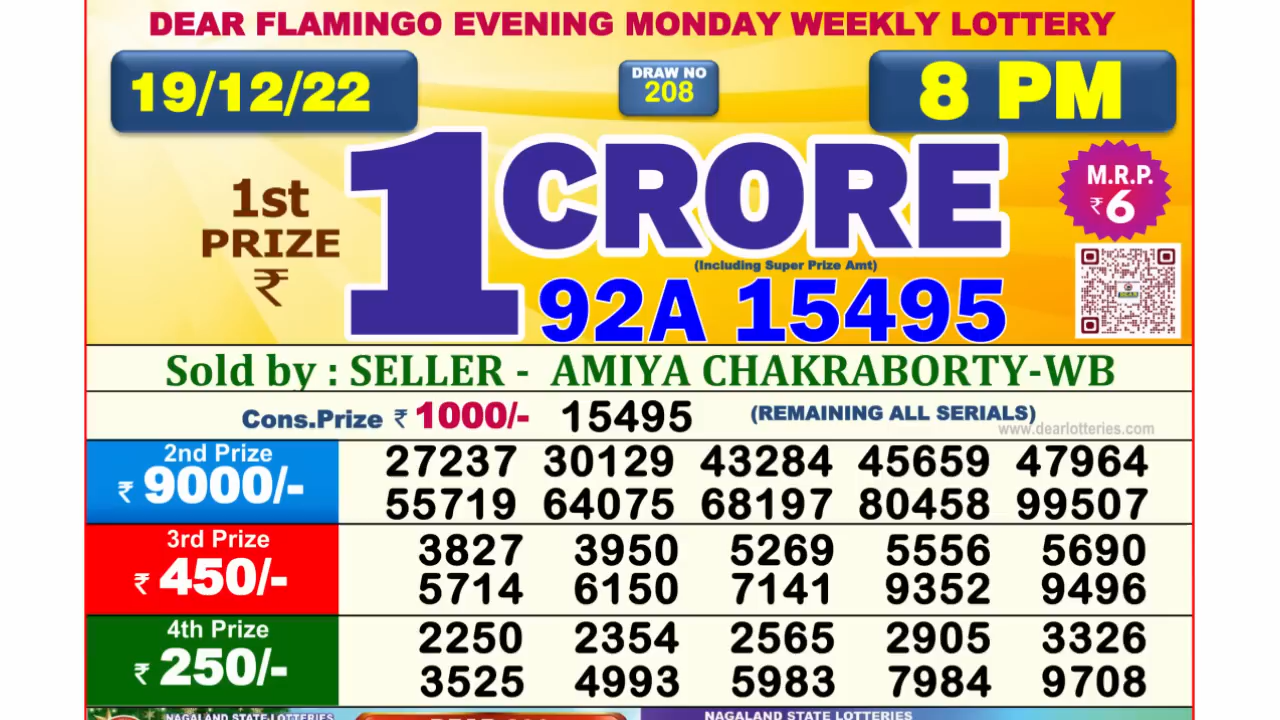 DEAR FLAMINGO EVENING MONDAY WEEKLY LOTTERY
19/12/22
DRAW NO
208
8 PM
1st
PRIZE
₹
1 CRORE
(Including Super Prize Amt)
92A 15495
M.R.P.
₹6
Sold by : SELLER - AMIYA CHAKRABORTY-WB
Cons.Prize ₹ 1000/- 15495 (REMAINING ALL SERIALS)
www.dearlotteries.com
2nd Prize
₹ 9000/-
27237 30129 43284 45659 47964
55719 64075 68197 80458 99507
3rd Prize
₹ 450/-
3827 3950 5269 5556 5690
5714 6150 7141 9352 9496
4th Prize
₹ 250/-
2250 2354 2565 2905 3326
3525 4993 5983 7984 9708
NAGALAND STATE LOTTERIES
NAGALAND STATE LOTTERIES